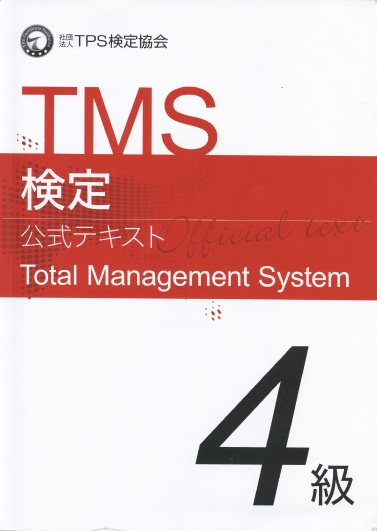 社団法人 TPS検定協会
TMS
検定
公式テキスト Official text
Total Management System
4級